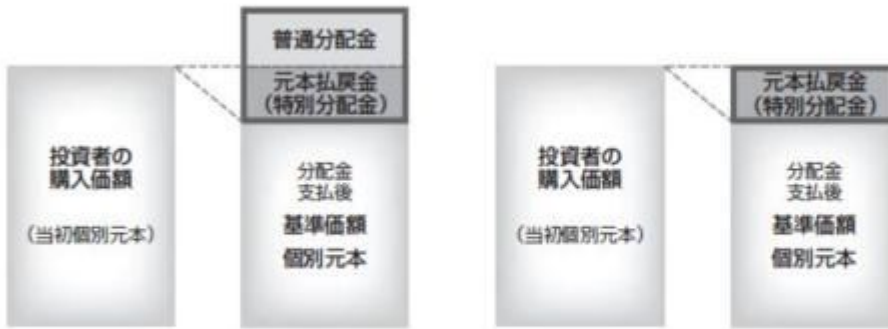 普通分配金
元本払戻金
(特別分配金)
投資者の
購入価額
(当初個別元本)
分配金
支払後
基準価額
個別元本
元本払戻金
(特別分配金)
投資者の
購入価額
(当初個別元本)
分配金
支払後
基準価額
個別元本